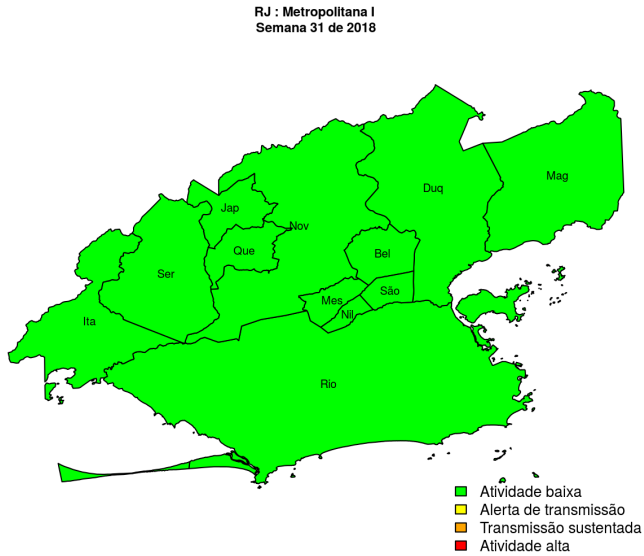 RJ : Metropolitana I
Semana 31 de 2018
Mag
Duq
Jap
Nov
Que
Bel
Ser
São
Mes
Nil
Ita
Rio
Atividade baixa
Alerta de transmissão
Transmissão sustentada
Atividade alta